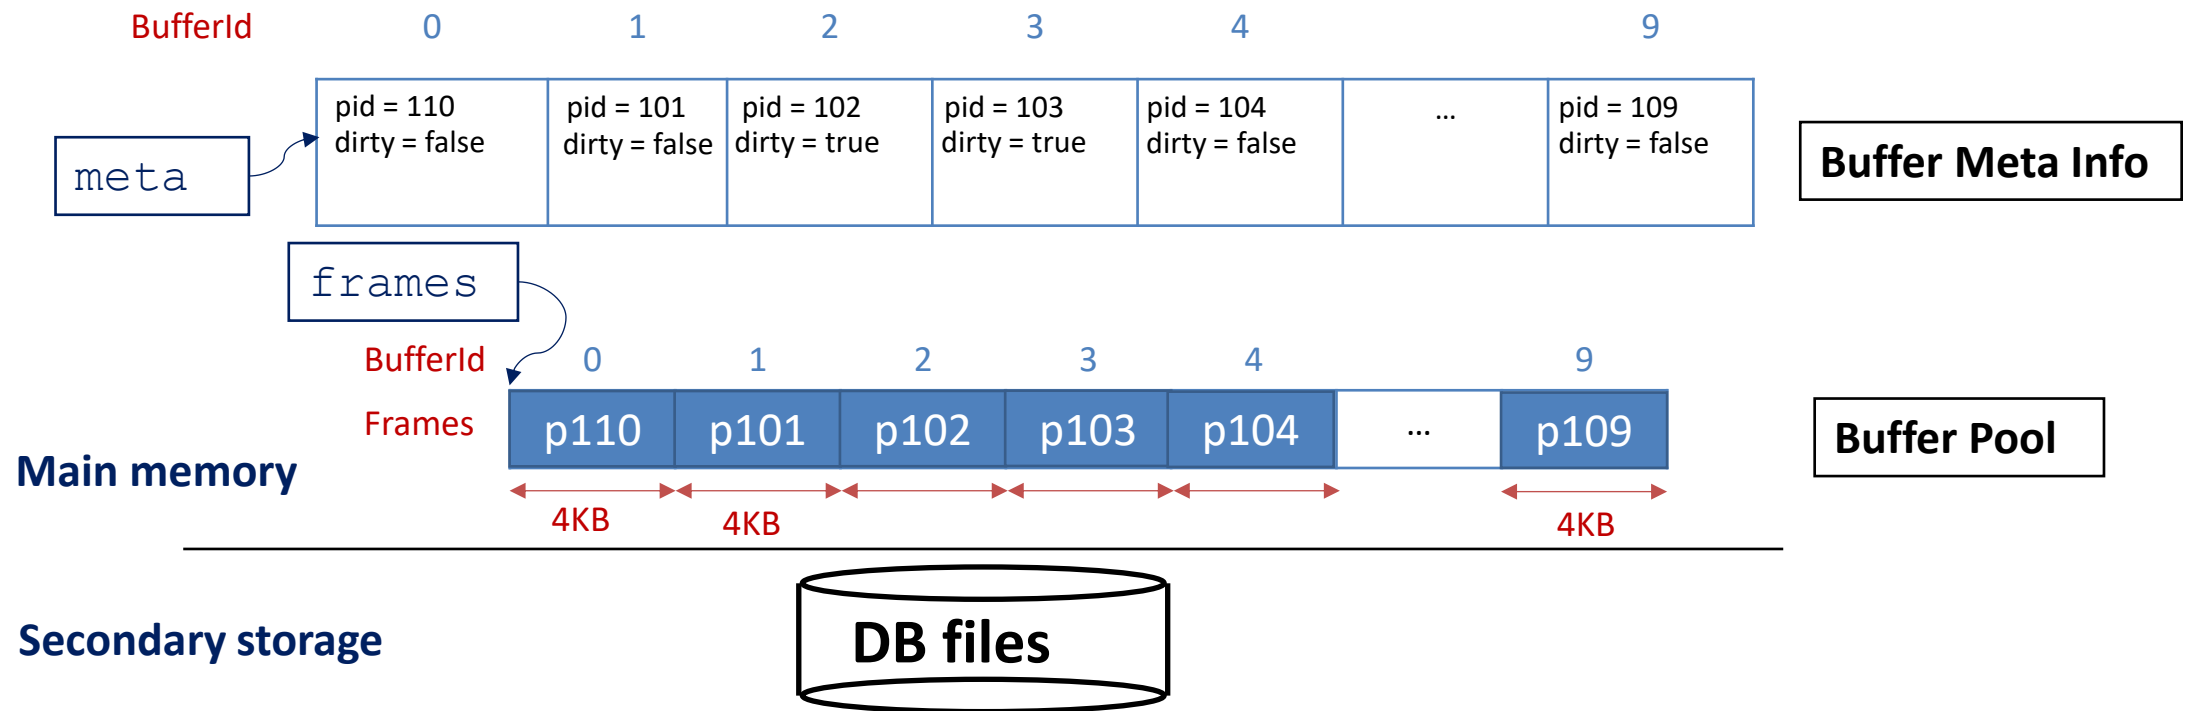 BufferId 0 1 2 3 4 9
pid = 110 pid = 101 pid = 102 pid = 103 pid = 104 ... pid = 109
dirty = false dirty = false dirty = true dirty = true dirty = false dirty = false
meta
Buffer Meta Info
frames
BufferId 0 1 2 3 4 9
Frames p110 p101 p102 p103 p104 ... p109
Buffer Pool
Main memory
4KB 4KB 4KB
Secondary storage
DB files